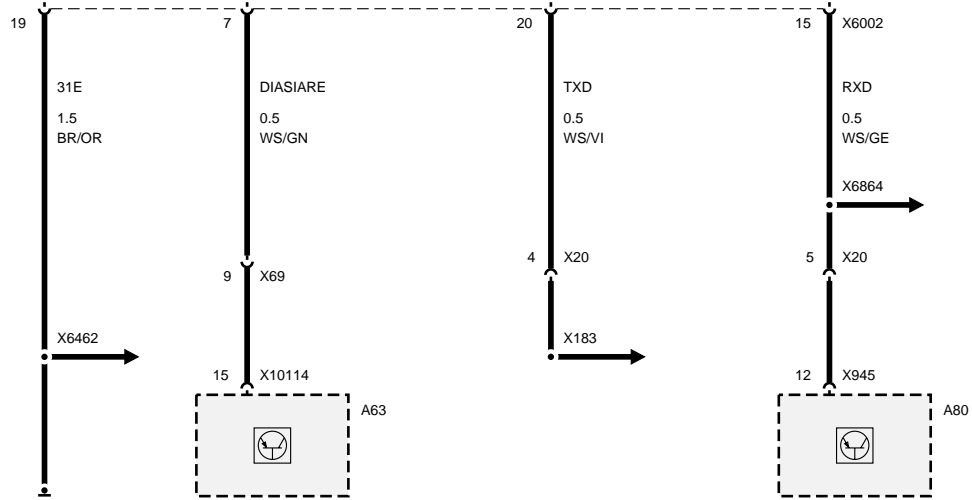 19
7
20
15 X6002
31E
DIASIARE
TXD
RXD
1.5
0.5
0.5
0.5
BR/OR
WS/GN
WS/VI
WS/GE
X6864
9 X69
4 X20
5 X20
X6462
X183
15 X10114
12 X945
A63
A80